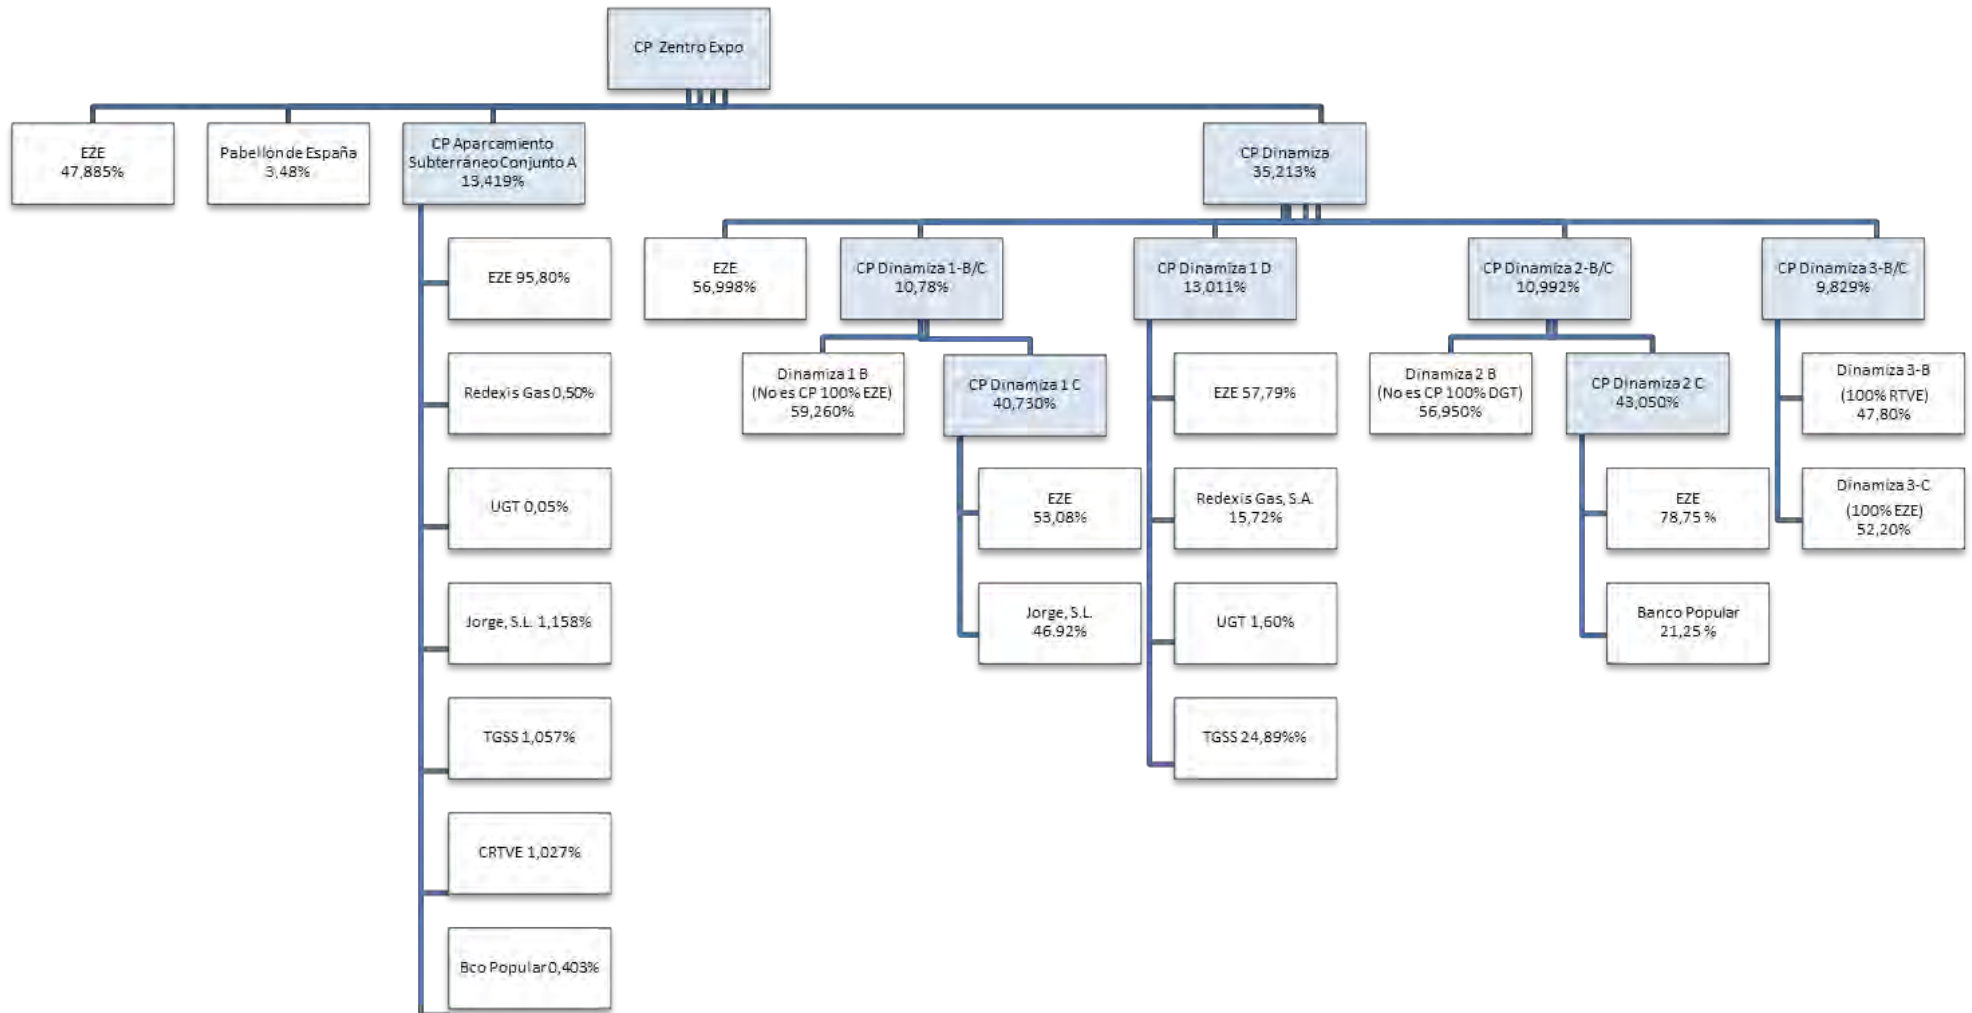 CP Zentro Expo
EZE
47,885%
Pabellón de España
3,48%
CP Aparcamiento
Subterráneo Conjunto A
13,419%
CP Dinamiza
35,213%
EZE 95,80%
Redexis Gas 0,50%
UGT 0,05%
Jorge, S.L. 1,158%
TGSS 1,057%
CRTVE 1,027%
Bco Popular 0,403%
EZE
56,998%
CP Dinamiza 1-B/C
10,78%
CP Dinamiza 1 D
13,011%
CP Dinamiza 2-B/C
10,992%
CP Dinamiza 3-B/C
9,829%
Dinamiza 1 B
(No es CP 100% EZE)
59,260%
CP Dinamiza 1 C
40,730%
EZE
53,08%
Jorge, S.L.
46.92%
EZE 57,79%
Redexis Gas, S.A.
15,72%
UGT 1,60%
TGSS 24,89%%
Dinamiza 2 B
(No es CP 100% DGT)
56,950%
CP Dinamiza 2 C
43,050%
EZE
78,75 %
Banco Popular
21,25 %
Dinamiza 3-B
(100% RTVE)
47,80%
Dinamiza 3-C
(100% EZE)
52,20%